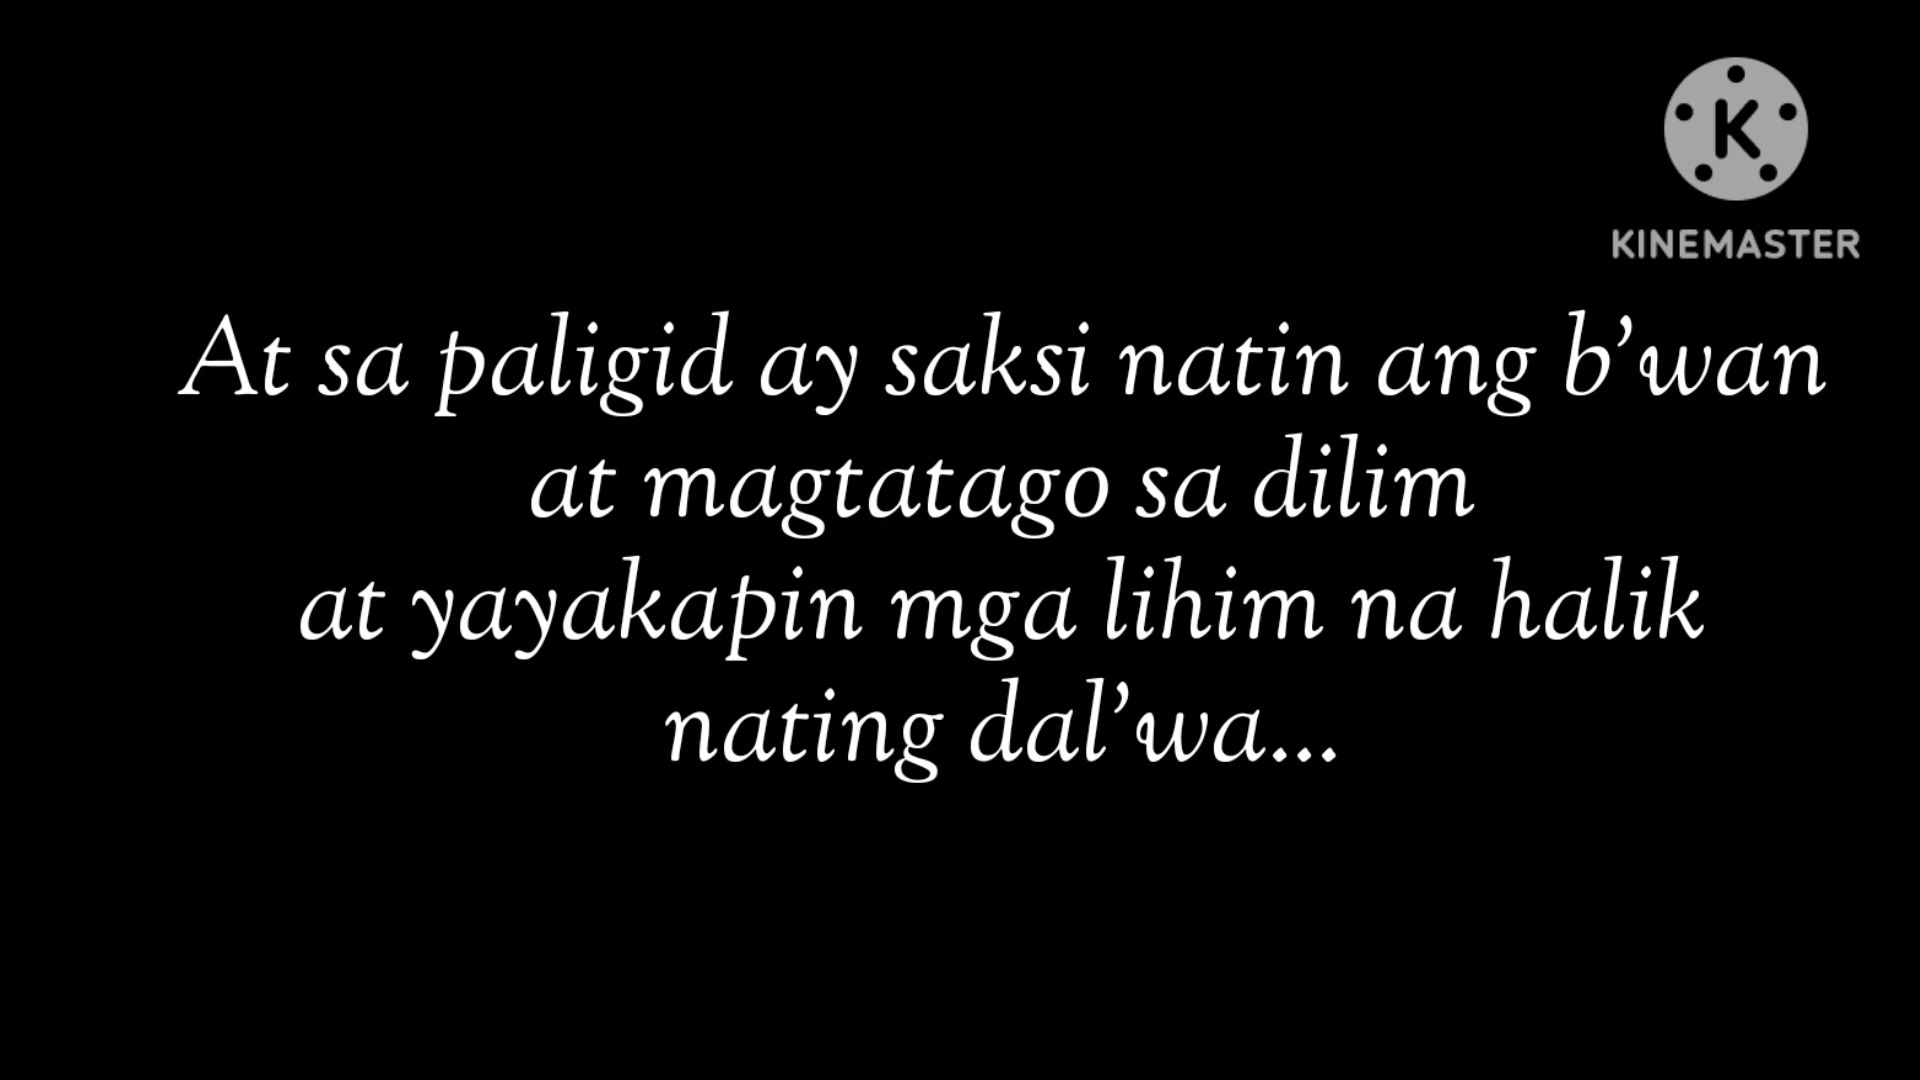 K
KINEMASTER
At sa paligid ay saksi natin ang b’wan
at magtatago sa dilim
at yayakapin mga lihim na halik
nating dal’wa...